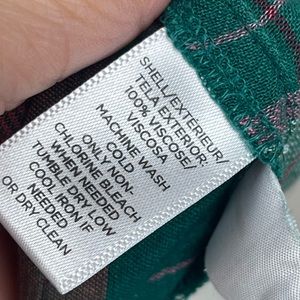 SHELL/EXTERIEUR/
TELA EXTERIOR:
100% VISCOSE/
VISCOSA
MACHINE WASH
COLD
ONLY NON-
CHLORINE BLEACH
WHEN NEEDED
TUMBLE DRY LOW
COOL IRON IF
NEEDED
OR DRY CLEAN